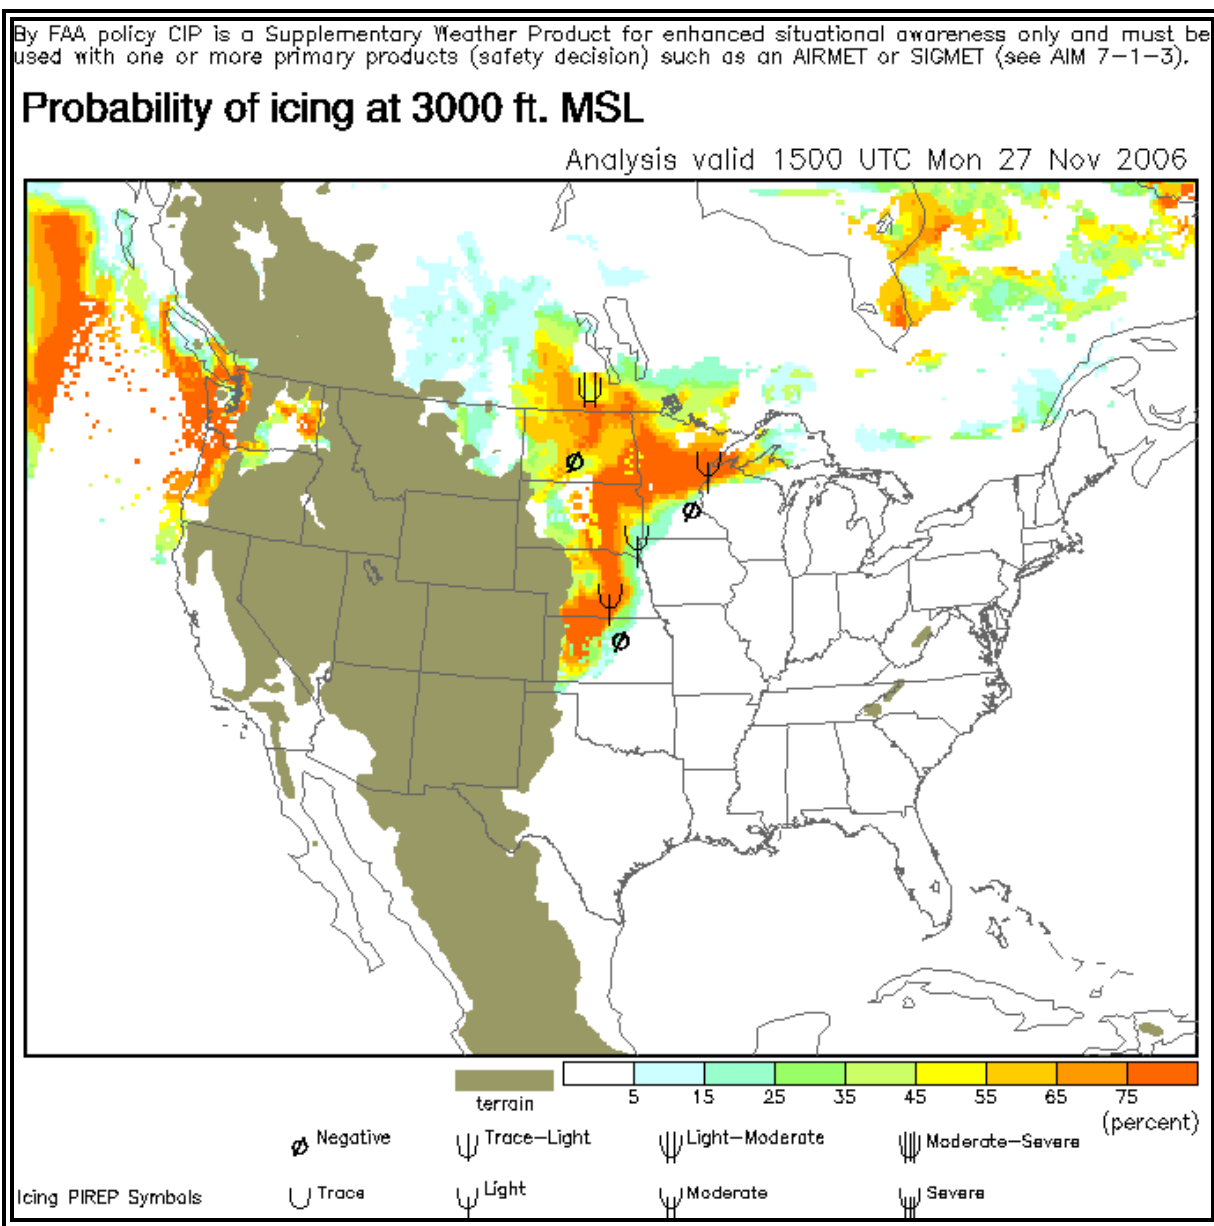 By FAA policy CIP is a Supplementary Weather Product for enhanced situational awareness only and must be
used with one or more primary products (safety decision) such as an AIRMET or SIGMET (see AIM 7-1-3).
Probability of icing at 3000 ft. MSL
Analysis valid 1500 UTC Mon 27 Nov 2006
terrain
5 15 25 35 45 55 65 75
(percent)
Negative Trace-Light Light-Moderate Moderate-Severe
Icing PIREP Symbols Trace Light Moderate Severe